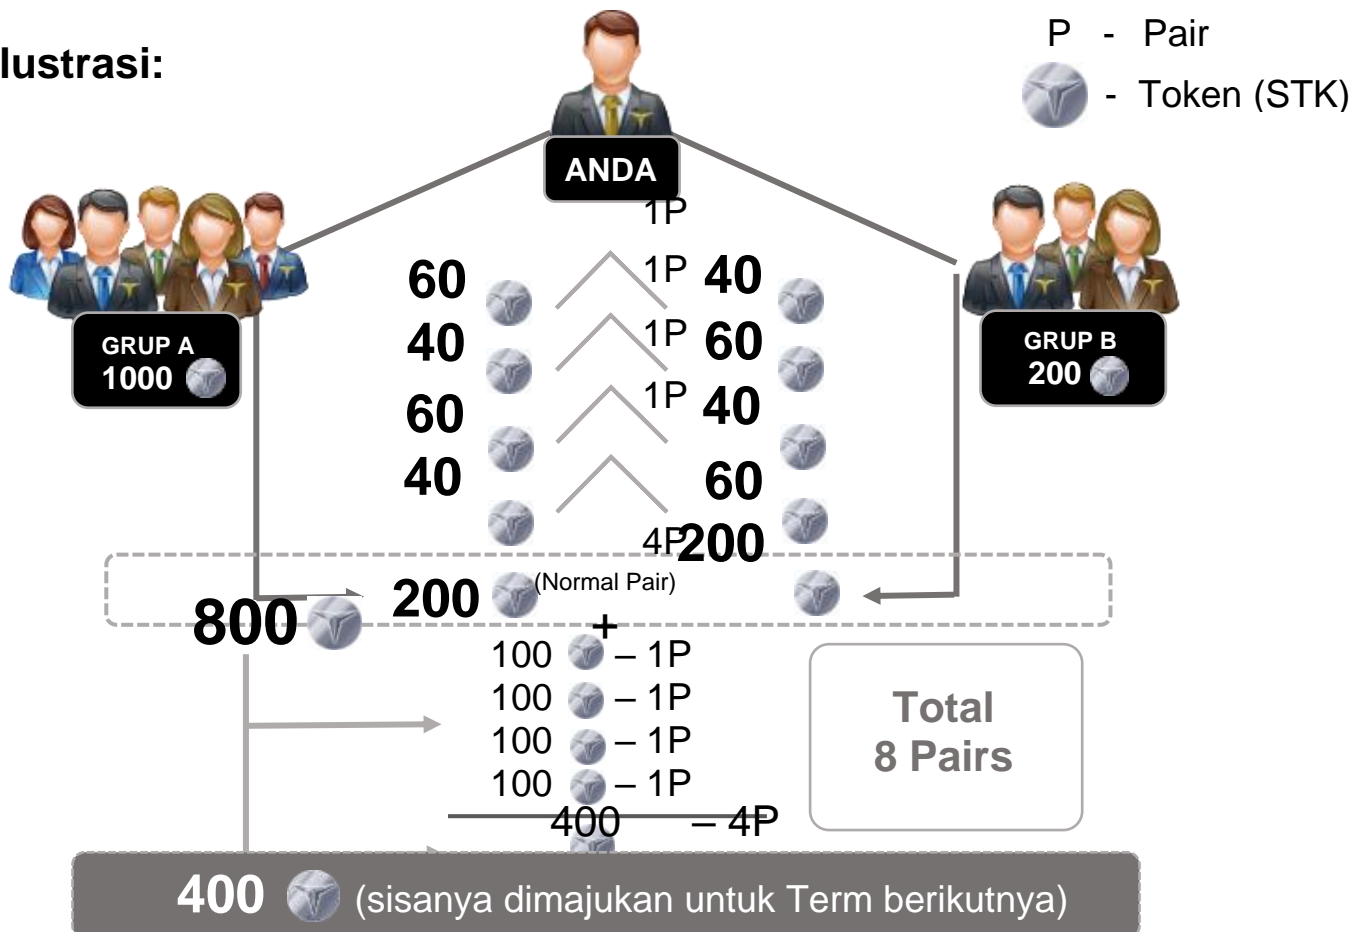 lustrasi:
P - Pair
- Token (STK)
ANDA
1P
60 1P 40
40 1P 60
60 1P 40
40 60
4P 200
GRUP A
1000
GRUP B
200
200 (Normal Pair)
800
+
100 – 1P
100 – 1P
100 – 1P
100 – 1P
400 – 4P
Total
8 Pairs
400 (sisanya dimajukan untuk Term berikutnya)